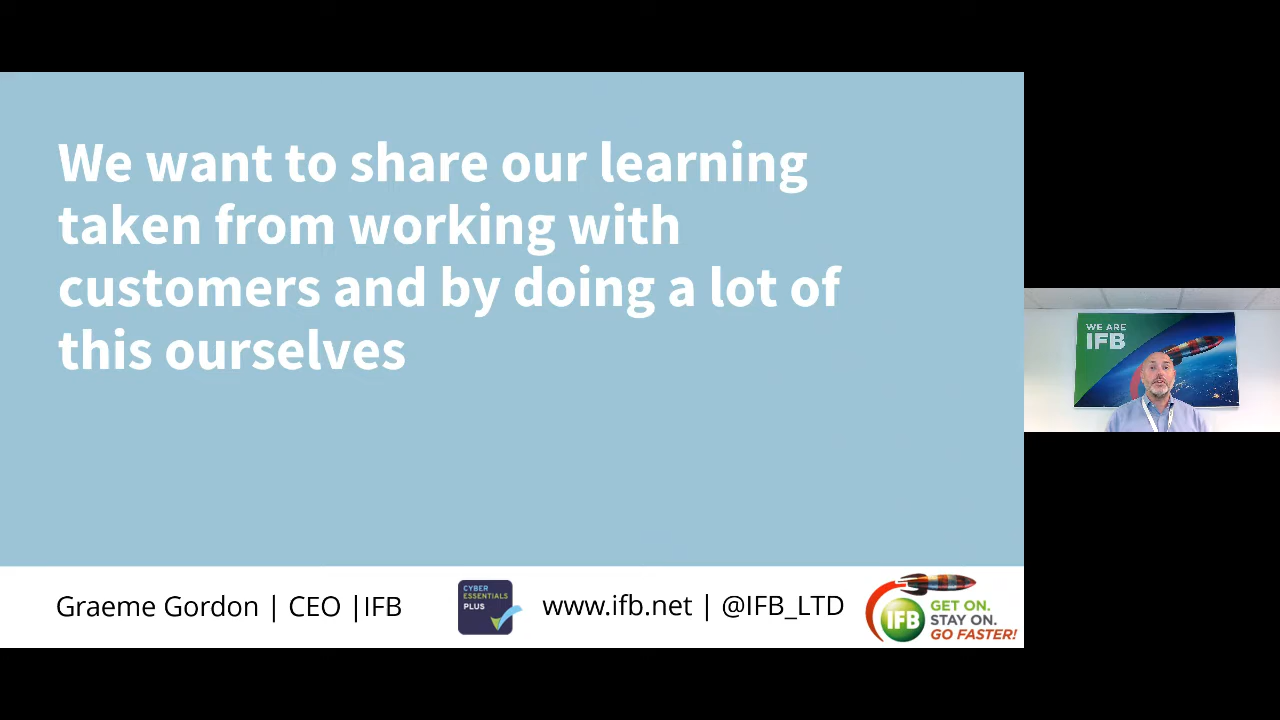 We want to share our learning
taken from working with
customers and by doing a lot of
this ourselves
WE ARE
IFB
Graeme Gordon | CEO |IFB
CYBER
ESSENTIALS
PLUS
www.ifb.net | @IFB_LTD
IFB
GET ON.
STAY ON.
GO FASTER!